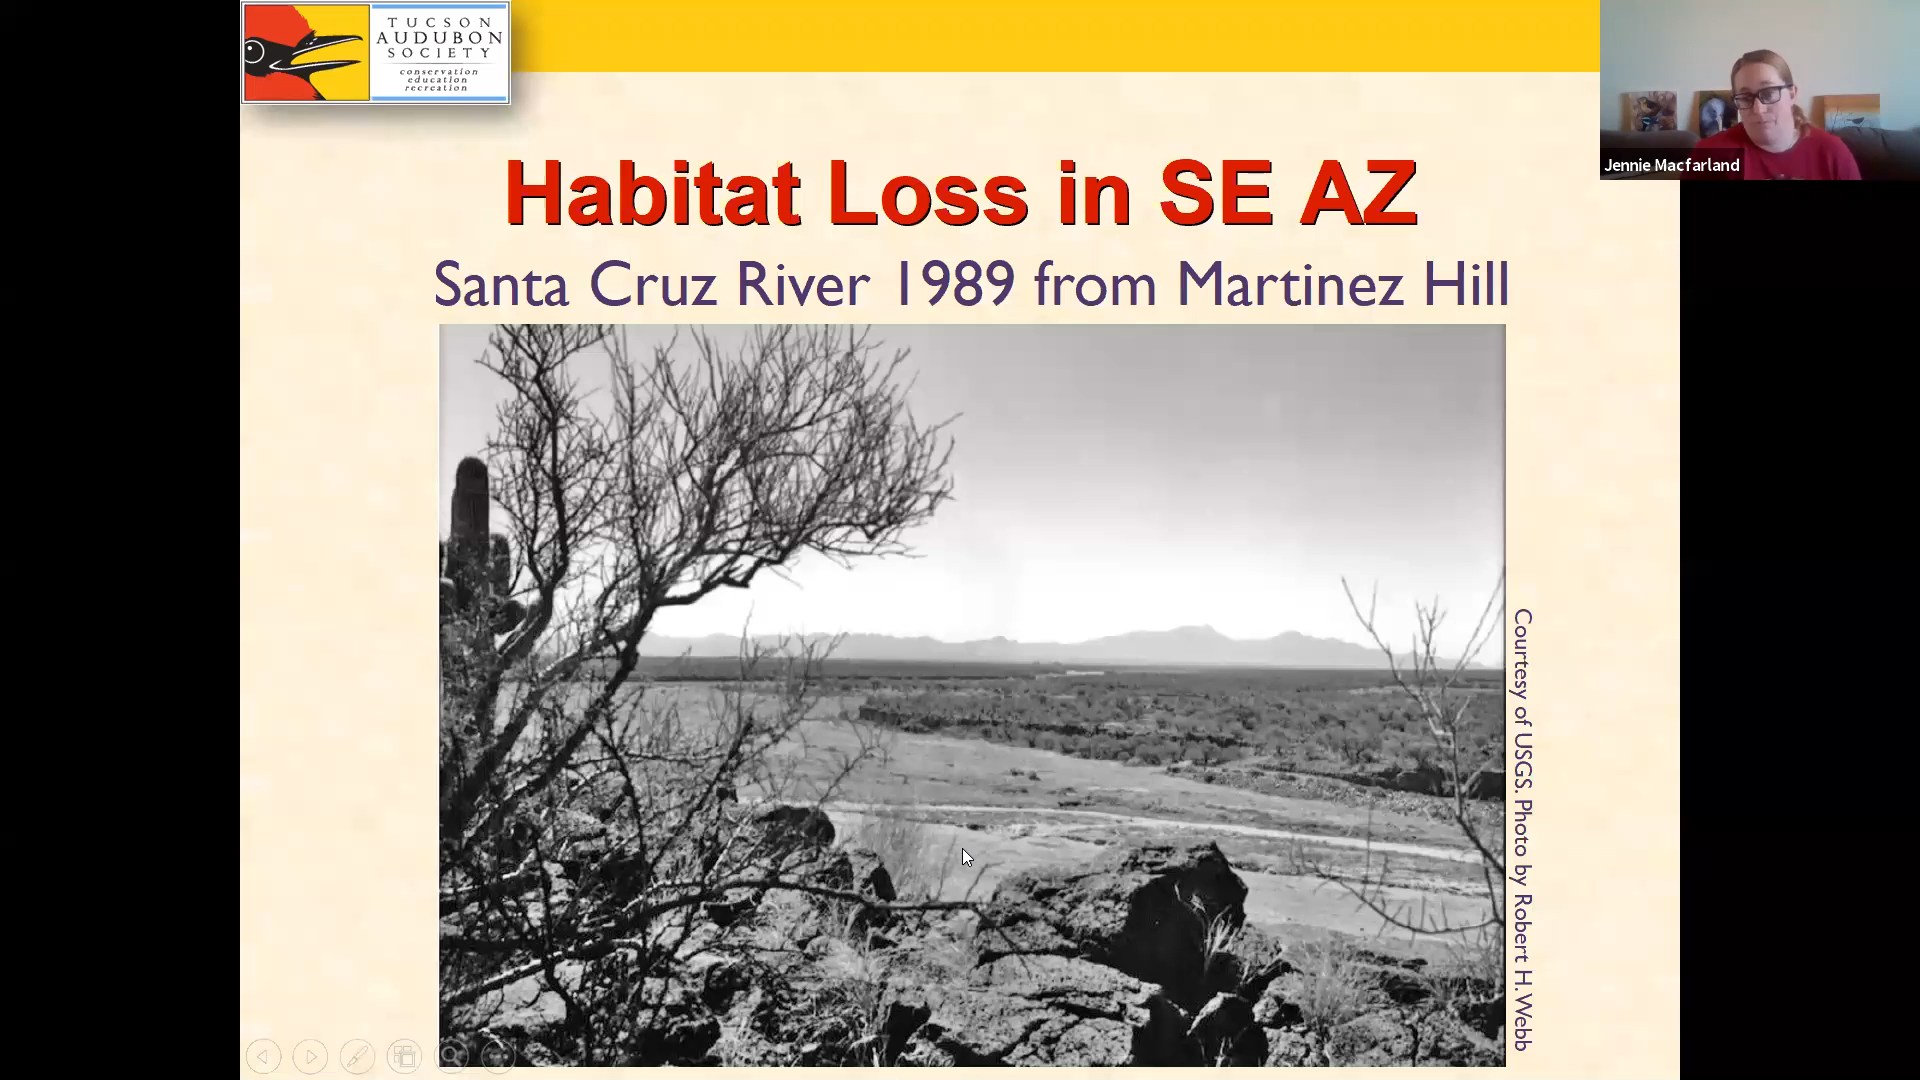 TUCSON
AUDUBON
SOCIETY
conservation
education
recreation
Jennie Macfarland
Habitat Loss in SE AZ
Santa Cruz River 1989 from Martinez Hill
Courtesy of USGS. Photo by Robert H. Webb